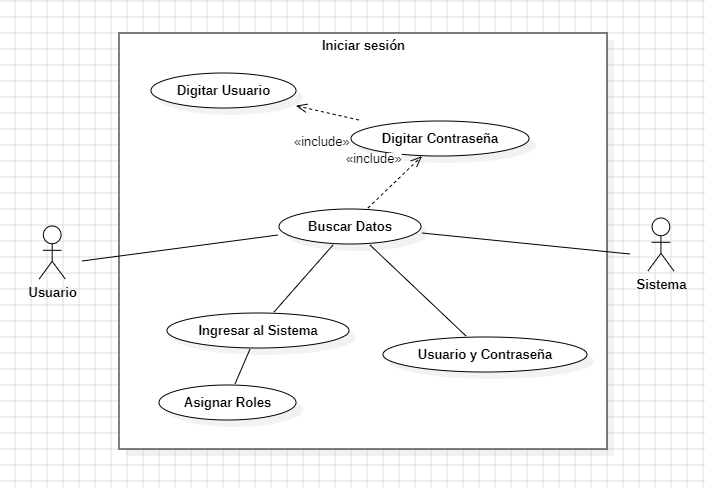 Iniciar sesión
Digitar Usuario
Digitar Contraseña
«include»
«include»
Buscar Datos
Usuario
Sistema
Ingresar al Sistema
Usuario y Contraseña
Asignar Roles